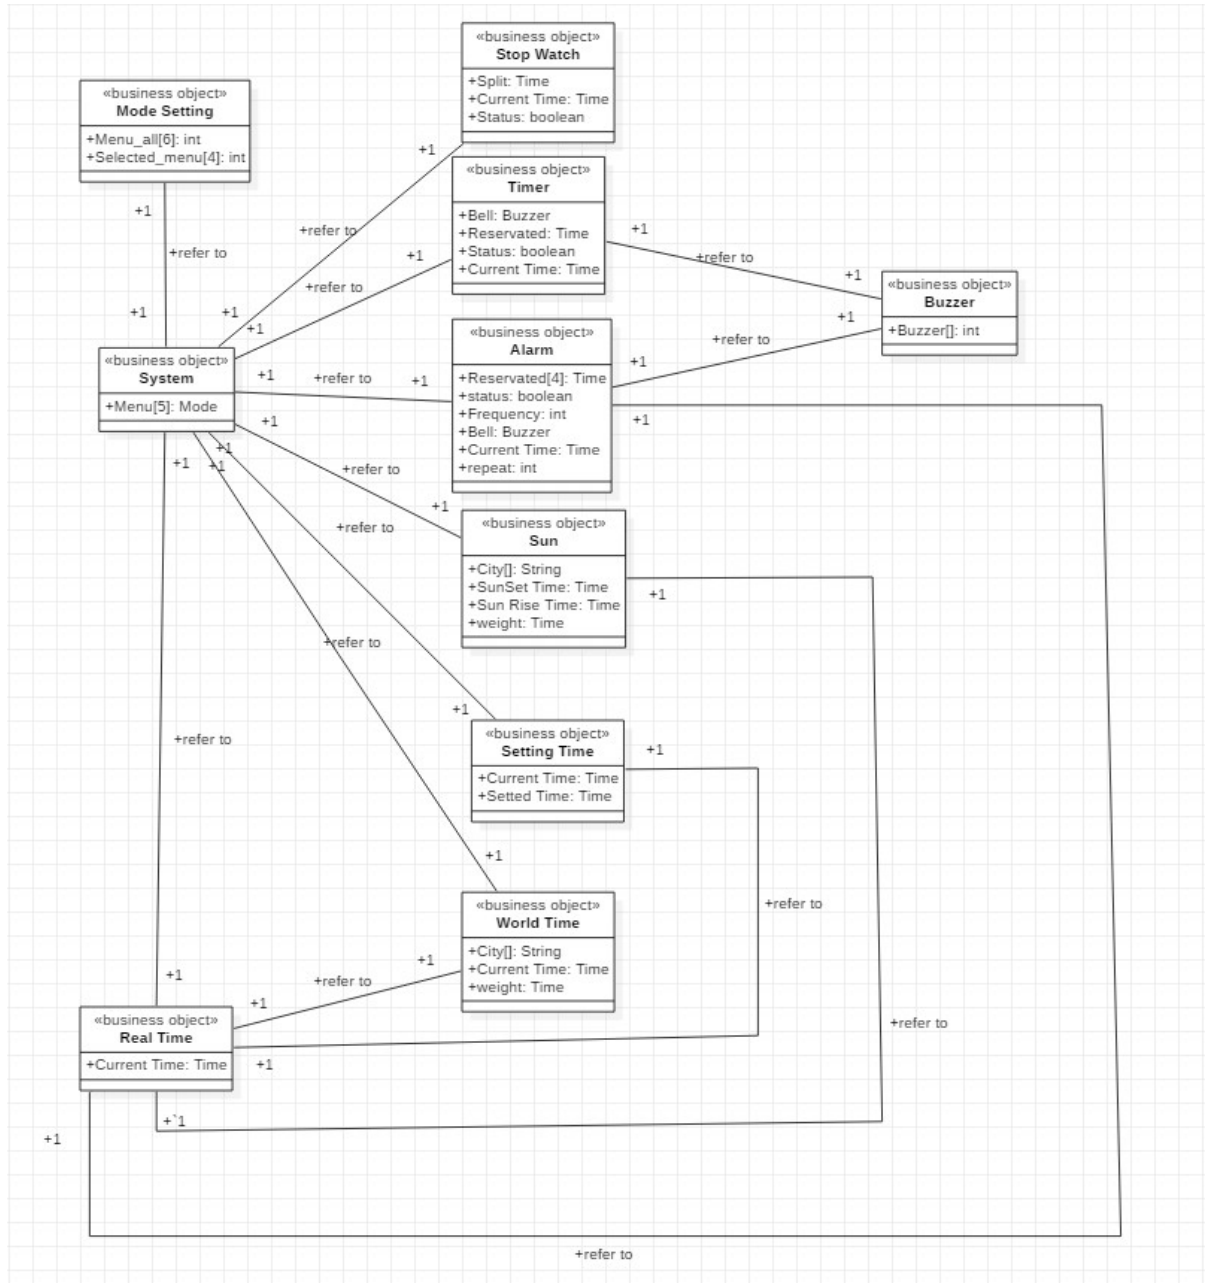 «business object»
Stop Watch
+Split: Time
+Current Time: Time
+Status: boolean
«business object»
Mode Setting
+Menu_all[6]: int
+Selected_menu[4]: int
+1
«business object»
Timer
+Bell: Buzzer
+Reservated: Time
+Status: boolean
+Current Time: Time
+1
+refer to
+1
+refer to
+1
+refer to
+1
+refer to
+1
«business object»
Buzzer
+Buzzer[]: int
+1
+1
+1
+1
+refer to
+1
«business object»
Alarm
+Reservated[4]: Time
+status: boolean
+Frequency: int
+Bell: Buzzer
+Current Time: Time
+repeat: int
«business object»
System
+Menu[5]: Mode
+1
+refer to
+1
+1
+1
+1
+1
+1
+refer to
+1
«business object»
Sun
+City[]: String
+SunSet Time: Time
+Sun Rise Time: Time
+weight: Time
+refer to
+1
+refer to
+1
«business object»
Setting Time
+Current Time: Time
+Setted Time: Time
+1
+refer to
+1
«business object»
World Time
+City[]: String
+Current Time: Time
+weight: Time
+refer to
+1
+refer to
+1
+1
«business object»
Real Time
+Current Time: Time
+refer to
+1
+`1
+1
+refer to